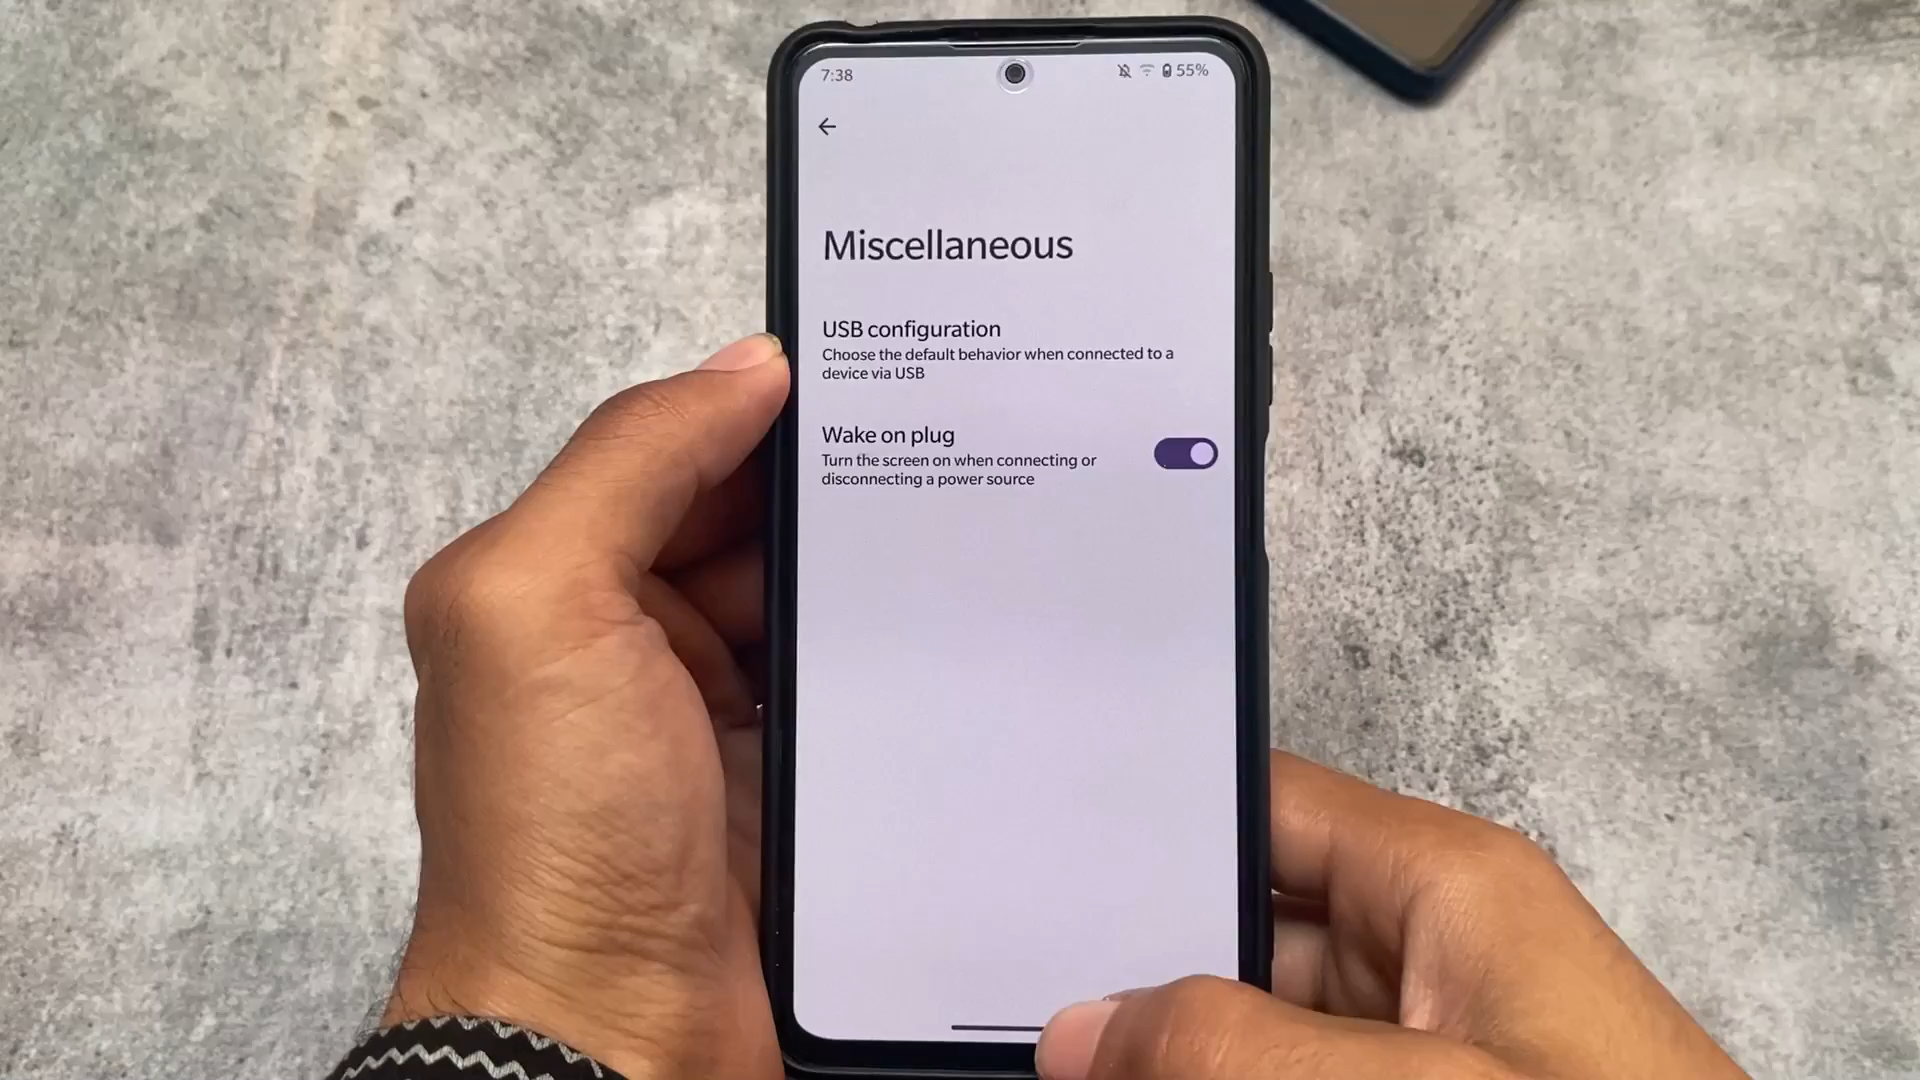 7:38
55%
Miscellaneous
USB configuration
Choose the default behavior when connected to a
device via USB
Wake on plug
Turn the screen on when connecting or
disconnecting a power source